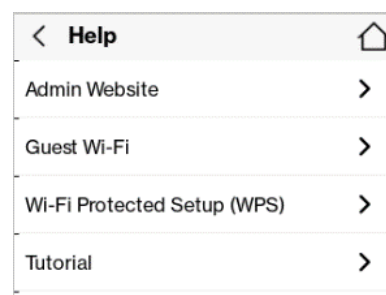 Help
Admin Website
Guest Wi-Fi
Wi-Fi Protected Setup (WPS)
Tutorial